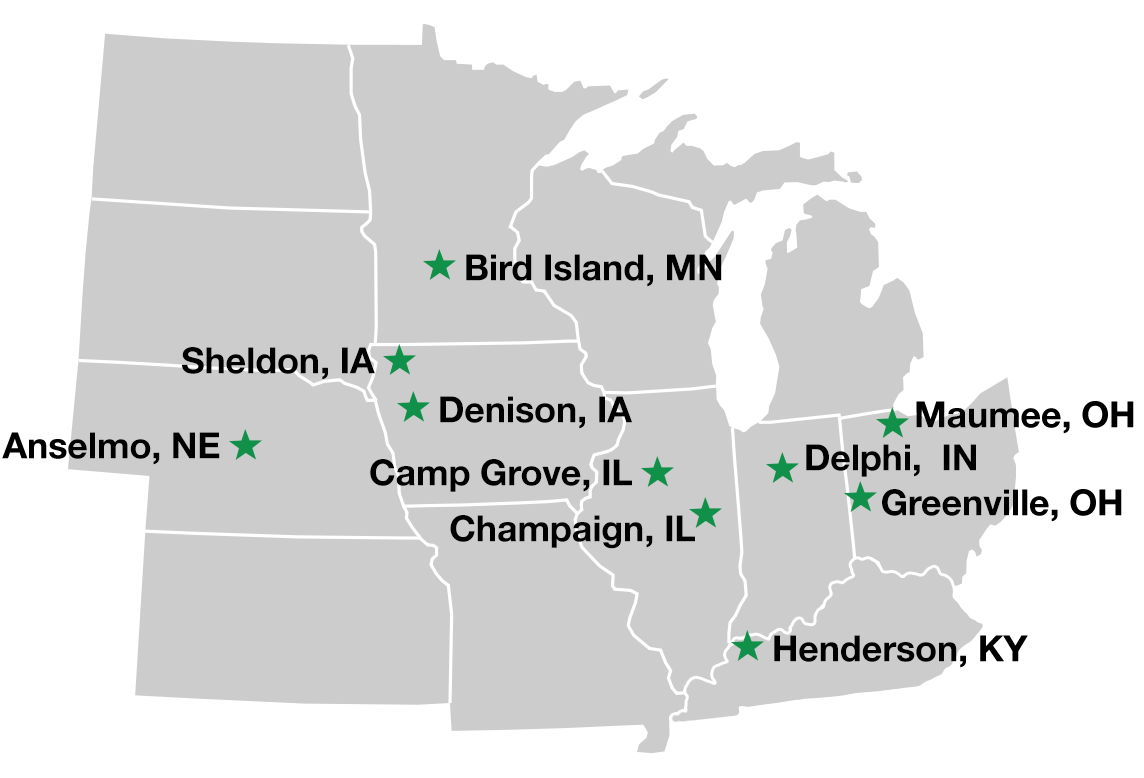 Bird Island, MN
Sheldon, IA
Denison, IA
Maumee, OH
Anselmo, NE
Delphi,  IN
Camp Grove, IL
Greenville, OH
Champaign, IL
Henderson, KY